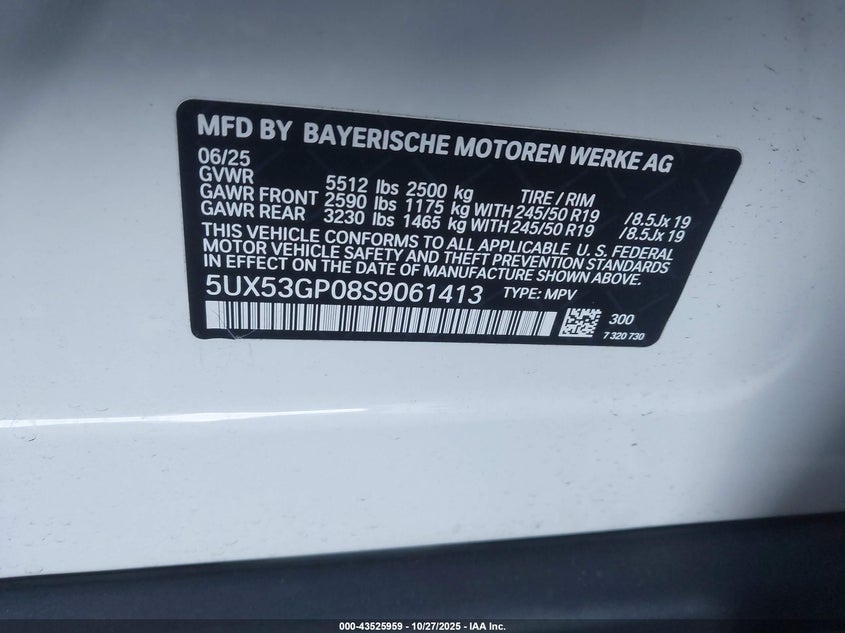 MFD BY BAYERISCHE MOTOREN WERKE AG
06/25
GVWR 5512 lbs 2500 kg TIRE / RIM
GAWR FRONT 2590 lbs 1175 kg WITH 245/50 R19 /8.5Jx 19
GAWR REAR 3230 lbs 1465 kg WITH 245/50 R19 /8.5Jx 19
THIS VEHICLE CONFORMS TO ALL APPLICABLE U. S. FEDERAL
MOTOR VEHICLE SAFETY AND THEFT PREVENTION STANDARDS
IN EFFECT ON THE DATE OF MANUFACTURE SHOWN ABOVE.
5UX53GP08S9061413 TYPE: MPV
300
7 320 730
000-43525959 - 10/27/2025 - IAA Inc.